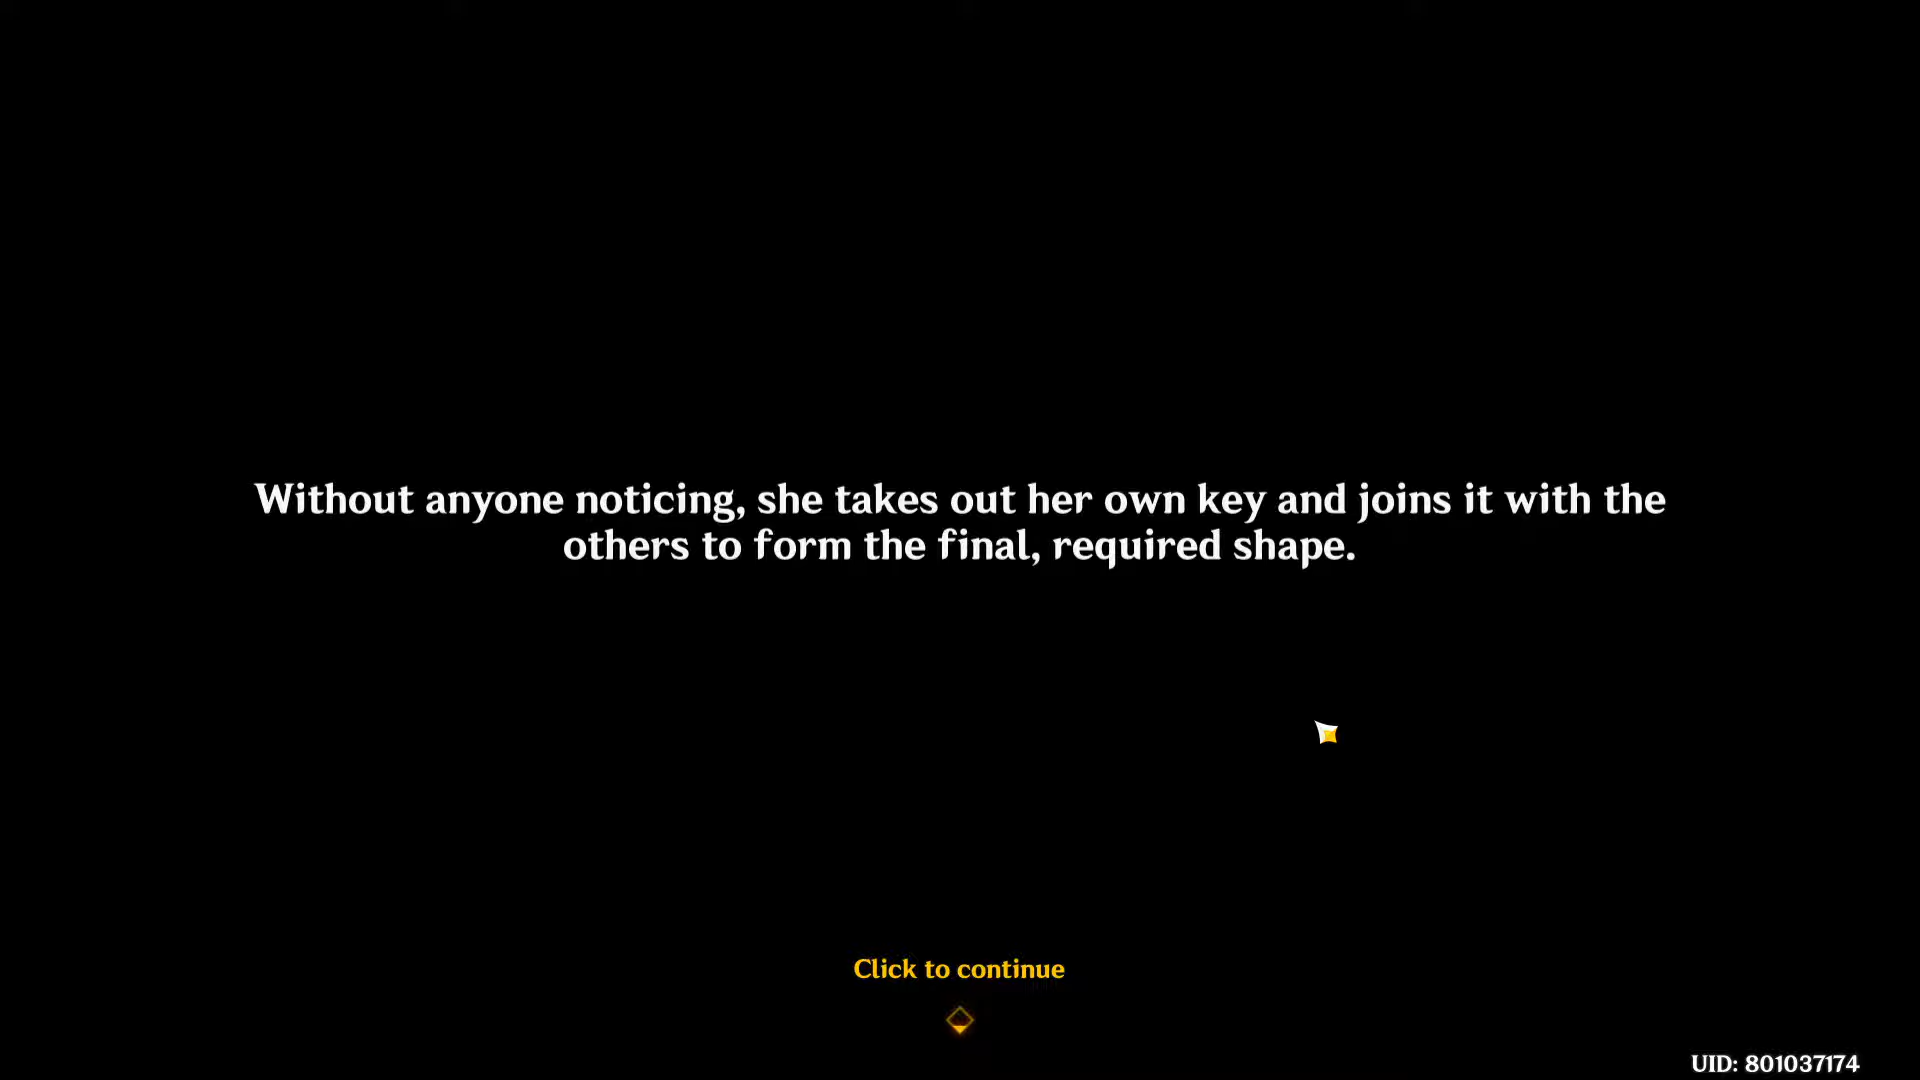 Without anyone noticing, she takes out her own key and joins it with the
others to form the final, required shape.
Click to continue
UID: 801037174